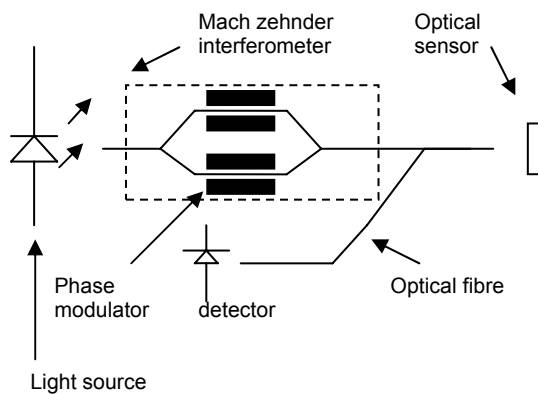 Mach zehnder
interferometer
Optical
sensor
Phase
modulator
detector
Optical fibre
Light source